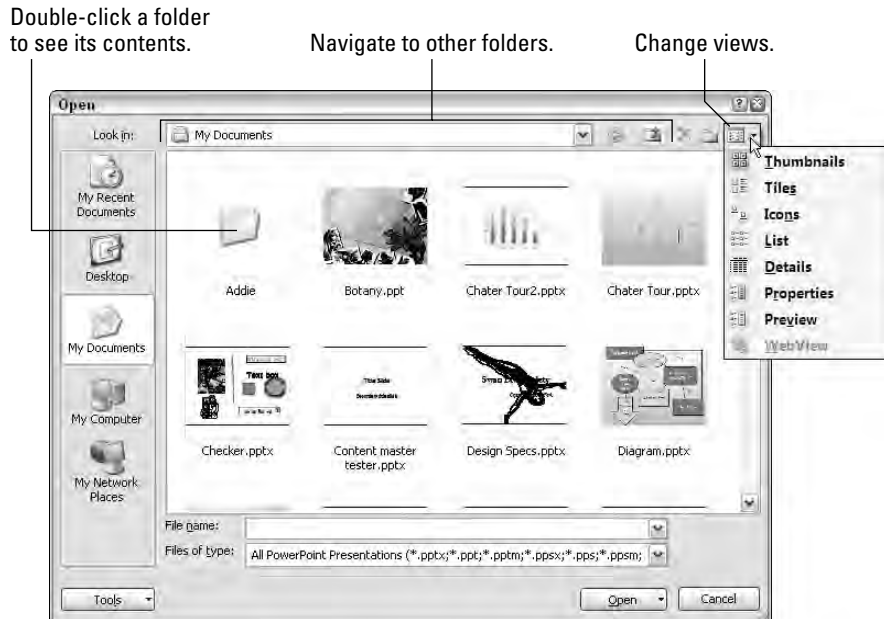 Double-click a folder
to see its contents.
Navigate to other folders.
Change views.
Open
Look in:
My Documents
My Recent
Documents
Desktop
My Documents
My Computer
My Network
Places
Addie
Botany.ppt
Chater Tour2.pptx
Chater Tour.pptx
Checker.pptx
Text box
Title Slide
Content master
tester.pptx
Design Specs.pptx
Diagram.pptx
Thumbnails
Tiles
Icons
List
Details
Properties
Preview
WebView
File name:
Files of type:
All PowerPoint Presentations (*.pptx;*.ppt;*.pptm;*.ppsx;*.pps;*.ppsm;
Tools
Open
Cancel